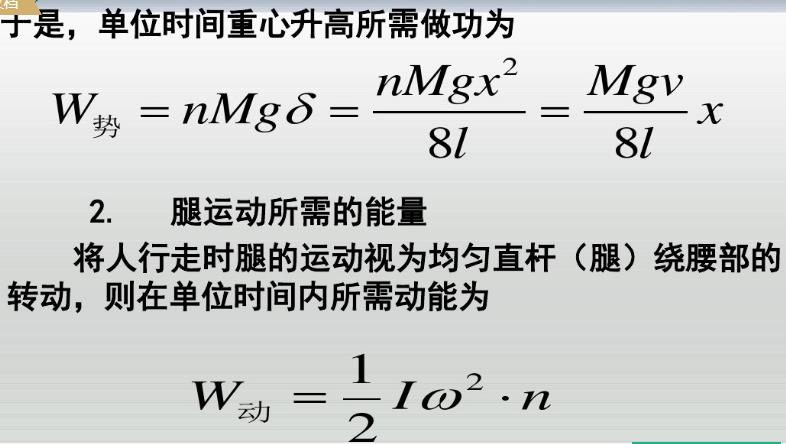 于是，单位时间重心升高所需做功为
W势 = nMgδ = nMgx²/8l = Mgv/8l x
2. 腿运动所需的能量
将人行走时腿的运动视为均匀直杆（腿）绕腰部的
转动，则在单位时间内所需动能为
W动 = 1/2 Iω² · n